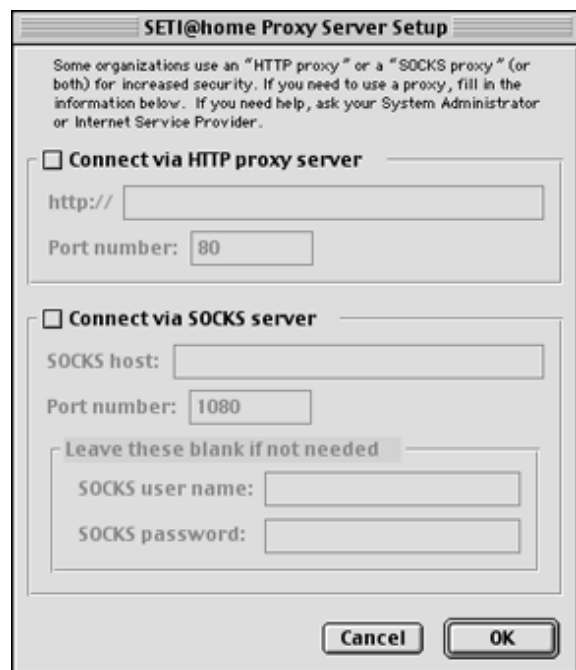 SETI@home Proxy Server Setup
Some organizations use an "HTTP proxy" or a "SOCKS proxy" (or
both) for increased security. If you need to use a proxy, fill in the
information below. If you need help, ask your System Administrator
or Internet Service Provider.
Connect via HTTP proxy server
http://
Port number: 80
Connect via SOCKS server
SOCKS host:
Port number: 1080
Leave these blank if not needed
SOCKS user name:
SOCKS password:
Cancel OK